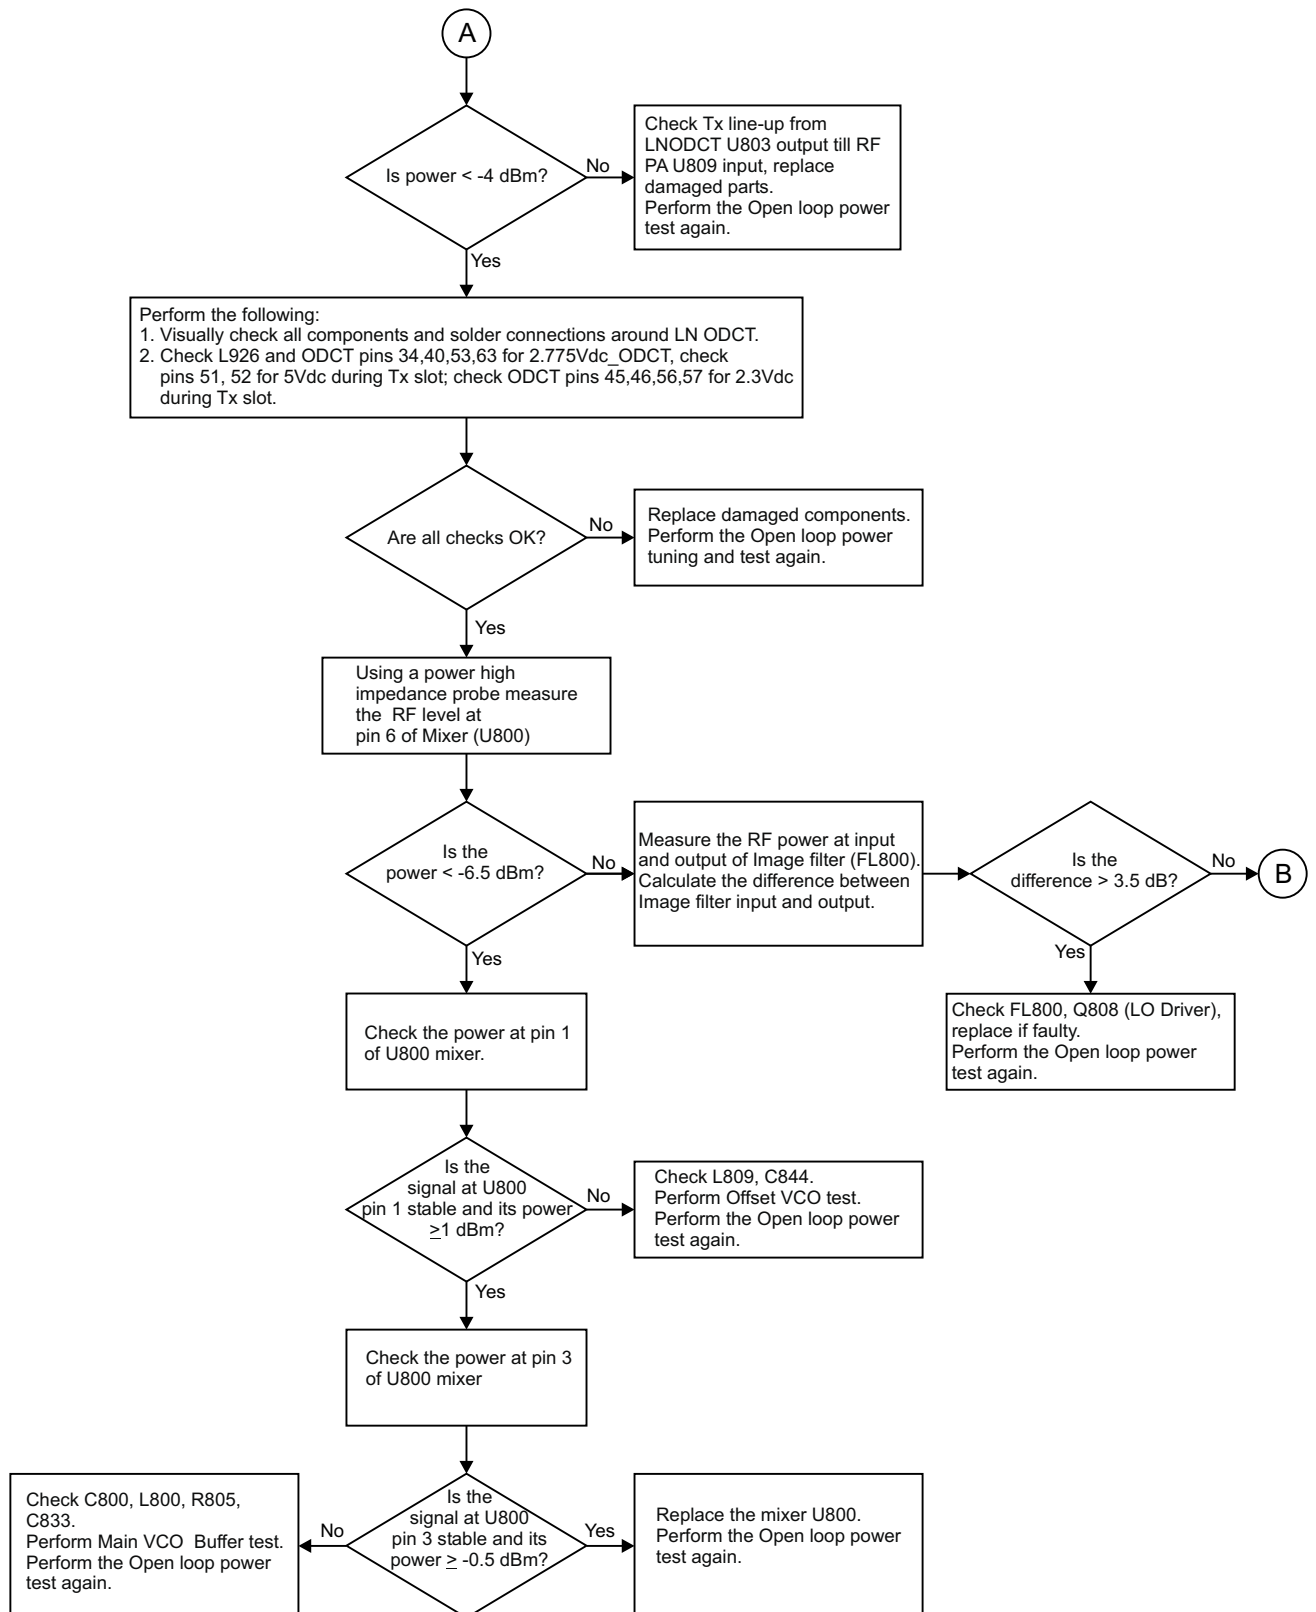 A
Is power < -4 dBm?
No
Check Tx line-up from
LNODCT U803 output till RF
PA U809 input, replace
damaged parts.
Perform the Open loop power
test again.
Yes
Perform the following:
1. Visually check all components and solder connections around LN ODCT.
2. Check L926 and ODCT pins 34,40,53,63 for 2.775Vdc_ODCT, check
pins 51, 52 for 5Vdc during Tx slot; check ODCT pins 45,46,56,57 for 2.3Vdc
during Tx slot.
Are all checks OK?
No
Replace damaged components.
Perform the Open loop power
tuning and test again.
Yes
Using a power high
impedance probe measure
the RF level at
pin 6 of Mixer (U800)
Is the
power < -6.5 dBm?
No
Measure the RF power at input
and output of Image filter (FL800).
Calculate the difference between
Image filter input and output.
Is the
difference > 3.5 dB?
No
B
Yes
Check FL800, Q808 (LO Driver),
replace if faulty.
Perform the Open loop power
test again.
Yes
Check the power at pin 1
of U800 mixer.
Is the
signal at U800
pin 1 stable and its power
≥1 dBm?
No
Check L809, C844.
Perform Offset VCO test.
Perform the Open loop power
test again.
Yes
Check the power at pin 3
of U800 mixer
Is the
signal at U800
pin 3 stable and its
power ≥ -0.5 dBm?
No
Check C800, L800, R805,
C833.
Perform Main VCO Buffer test.
Perform the Open loop power
test again.
Yes
Replace the mixer U800.
Perform the Open loop power
test again.